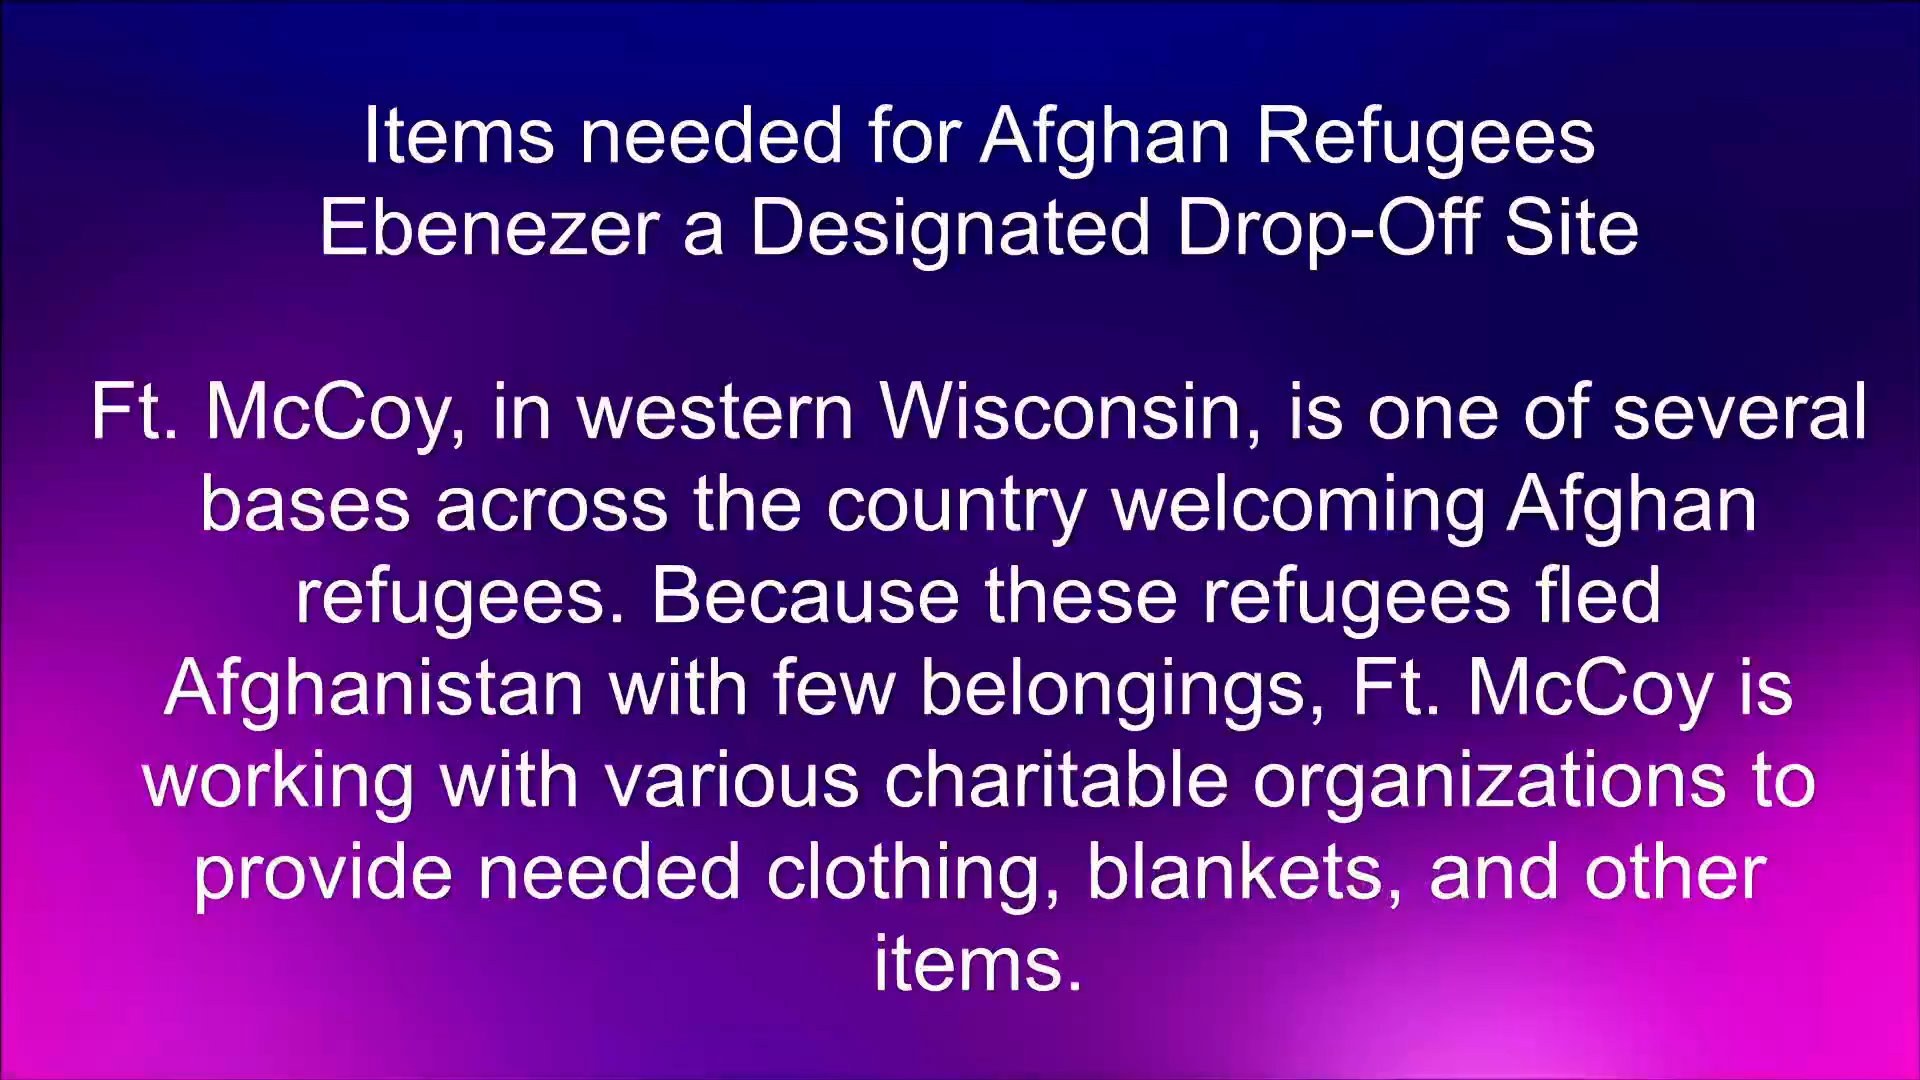 Items needed for Afghan Refugees
Ebenezer a Designated Drop-Off Site
Ft. McCoy, in western Wisconsin, is one of several
bases across the country welcoming Afghan
refugees. Because these refugees fled
Afghanistan with few belongings, Ft. McCoy is
working with various charitable organizations to
provide needed clothing, blankets, and other
items.